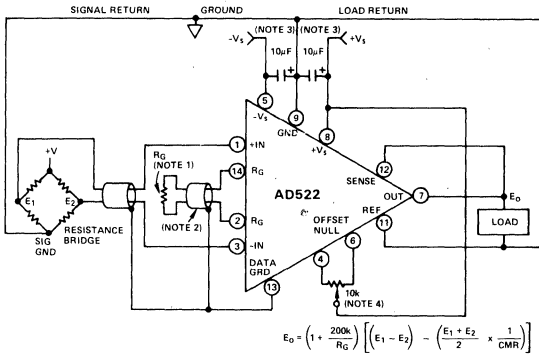 SIGNAL RETURN GROUND LOAD RETURN
-Vs (NOTE 3) (NOTE 3) +Vs
10µF 10µF
5 9 8
-Vs GND +Vs
1 +IN
RG
(NOTE 1)
14 RG
12
SENSE
AD522
OUT 7 E0
+V
E1 E2
2 RG
(NOTE 2)
3 -IN
OFFSET
NULL
REF
11
LOAD
SIG
GND
RESISTANCE
BRIDGE
DATA
GRD
13
4 6
10k
(NOTE 4)
E0 = (1 + 200k / RG) [(E1 − E2) − (E1 + E2 / 2 × 1 / CMR)]